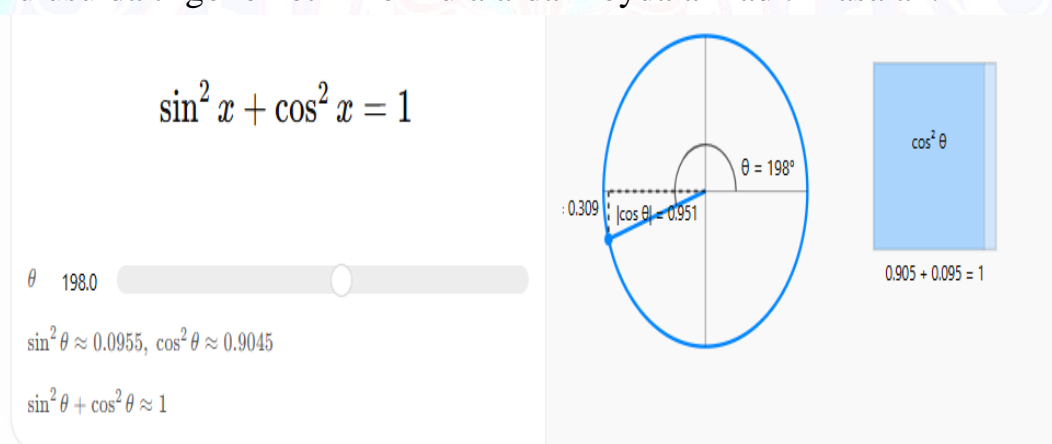 sin² x + cos² x = 1
θ 198.0
sin² θ ≈ 0.0955, cos² θ ≈ 0.9045
sin² θ + cos² θ ≈ 1
θ = 198°
: 0.309
|cos θ| = 0.951
cos² θ
0.905 + 0.095 = 1